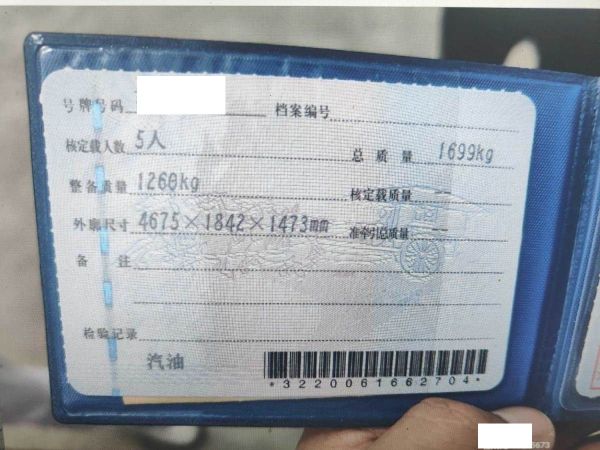 号牌号码 档案编号
核定载人数 5人 总质量 1699kg
整备质量 1260kg 核定载质量 —
外廓尺寸 4675×1842×1473mm 准牵引总质量 —
备注
检验记录
汽油
*3220061662704*
5673